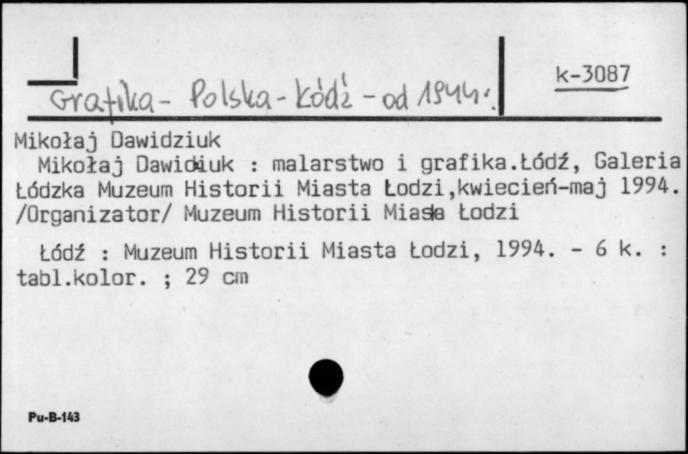 k-3087
Grafika - Polska - Łódź - od 1944 r.
Mikołaj Dawidziuk
Mikołaj Dawidiuk : malarstwo i grafika.Łódź, Galeria
Łódzka Muzeum Historii Miasta Łodzi,kwiecień-maj 1994.
/Organizator/ Muzeum Historii Miasta Łodzi
Łódź : Muzeum Historii Miasta Łodzi, 1994. - 6 k. :
tabl.kolor. ; 29 cm
Pu-B-143